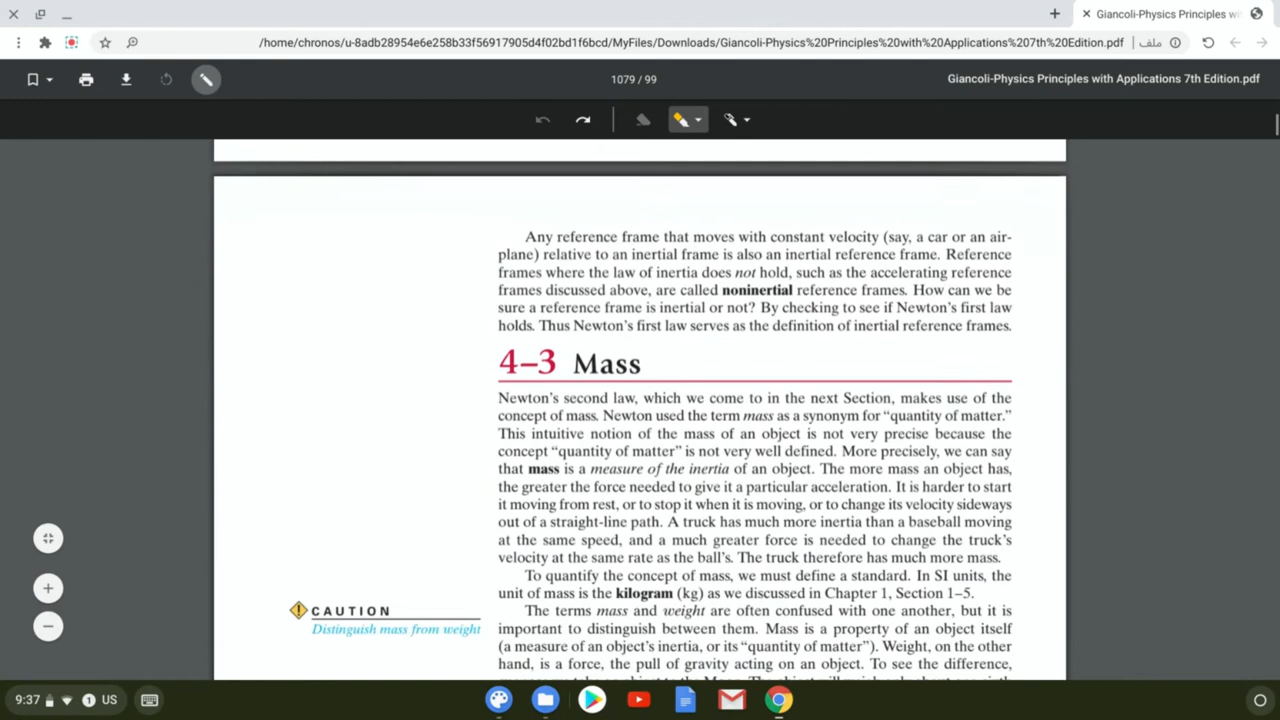 Giancoli-Physics Principles wi
/home/chronos/u-8adb28954e6e258b33f56917905d4f02bd1f6bcd/MyFiles/Downloads/Giancoli-Physics%20Principles%20with%20Applications%207th%20Edition.pdf | ملف
1079 / 99
Giancoli-Physics Principles with Applications 7th Edition.pdf
Any reference frame that moves with constant velocity (say, a car or an air-
plane) relative to an inertial frame is also an inertial reference frame. Reference
frames where the law of inertia does not hold, such as the accelerating reference
frames discussed above, are called noninertial reference frames. How can we be
sure a reference frame is inertial or not? By checking to see if Newton's first law
holds. Thus Newton's first law serves as the definition of inertial reference frames.
4–3 Mass
Newton's second law, which we come to in the next Section, makes use of the
concept of mass. Newton used the term mass as a synonym for “quantity of matter.”
This intuitive notion of the mass of an object is not very precise because the
concept “quantity of matter” is not very well defined. More precisely, we can say
that mass is a measure of the inertia of an object. The more mass an object has,
the greater the force needed to give it a particular acceleration. It is harder to start
it moving from rest, or to stop it when it is moving, or to change its velocity sideways
out of a straight-line path. A truck has much more inertia than a baseball moving
at the same speed, and a much greater force is needed to change the truck's
velocity at the same rate as the ball's. The truck therefore has much more mass.
To quantify the concept of mass, we must define a standard. In SI units, the
unit of mass is the kilogram (kg) as we discussed in Chapter 1, Section 1–5.
CAUTION
Distinguish mass from weight
The terms mass and weight are often confused with one another, but it is
important to distinguish between them. Mass is a property of an object itself
(a measure of an object's inertia, or its “quantity of matter”). Weight, on the other
hand, is a force, the pull of gravity acting on an object. To see the difference,
9:37 1 US